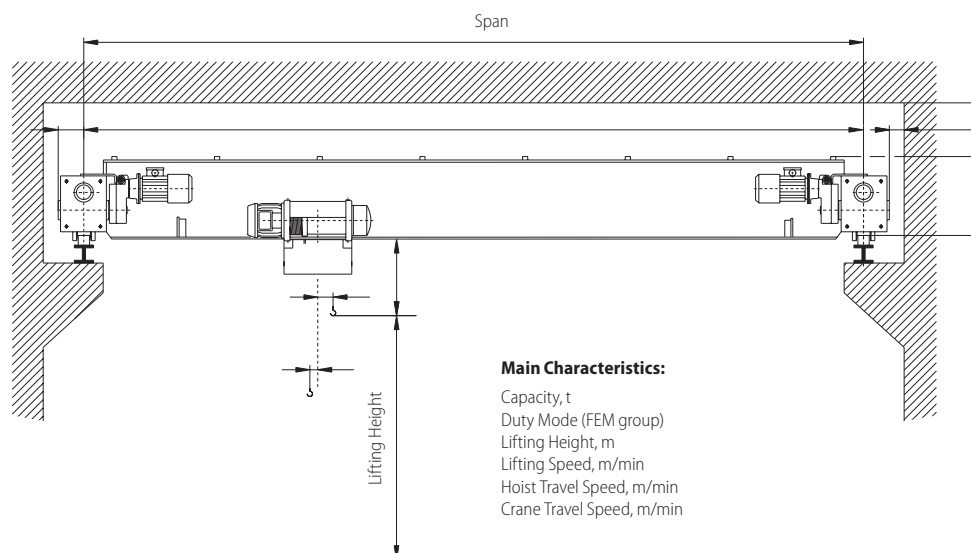 Span
Lifting Height
Main Characteristics:
Capacity, t
Duty Mode (FEM group)
Lifting Height, m
Lifting Speed, m/min
Hoist Travel Speed, m/min
Crane Travel Speed, m/min